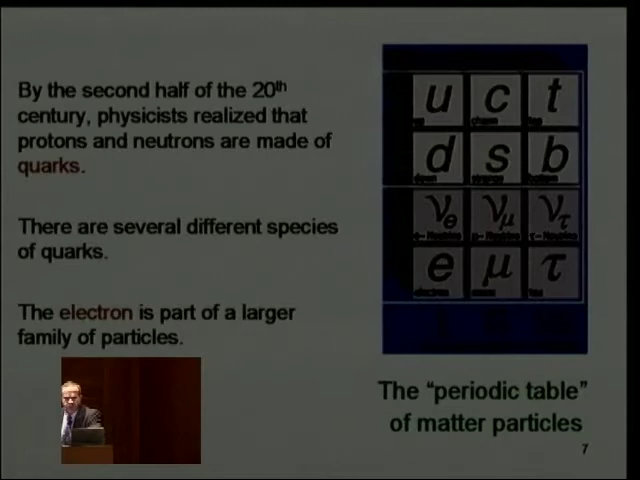 By the second half of the 20th
century, physicists realized that
protons and neutrons are made of
quarks.
There are several different species
of quarks.
The electron is part of a larger
family of particles.
u c t
d s b
νe νμ ντ
e μ τ
The “periodic table”
of matter particles
7